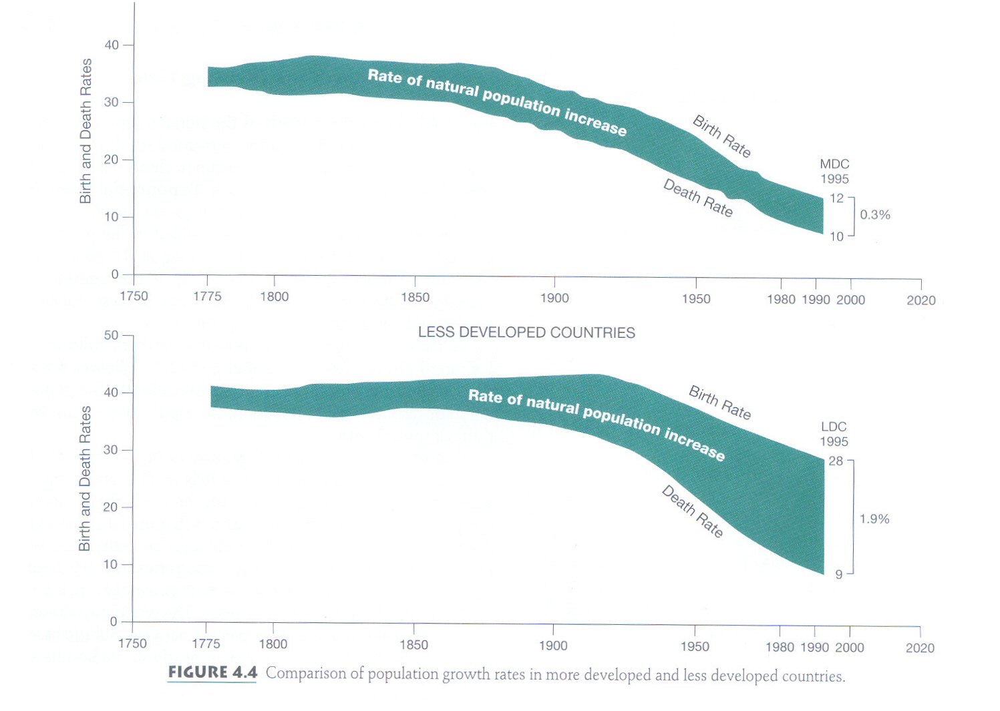 40
30
20
10
0
Birth and Death Rates
Rate of natural population increase
Birth Rate
Death Rate
MDC
1995
12
10
0.3%
1750 1775 1800 1850 1900 1950 1980 1990 2000 2020
LESS DEVELOPED COUNTRIES
50
40
30
20
10
0
Birth and Death Rates
Rate of natural population increase
Birth Rate
Death Rate
LDC
1995
28
9
1.9%
1750 1775 1800 1850 1900 1950 1980 1990 2000 2020
FIGURE 4.4 Comparison of population growth rates in more developed and less developed countries.